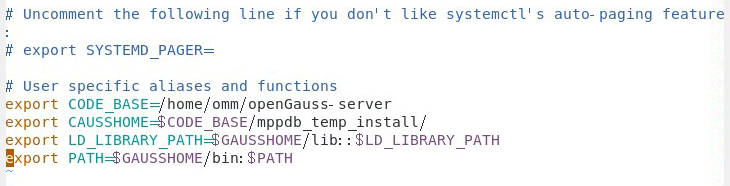 # Uncomment the following line if you don't like systemctl's auto-paging feature
:
# export SYSTEMD_PAGER=
# User specific aliases and functions
export CODE_BASE=/home/omm/openGauss-server
export CAUSSHOME=$CODE_BASE/mppdb_temp_install/
export LD_LIBRARY_PATH=$GAUSSHOME/lib::$LD_LIBRARY_PATH
export PATH=$GAUSSHOME/bin:$PATH
~